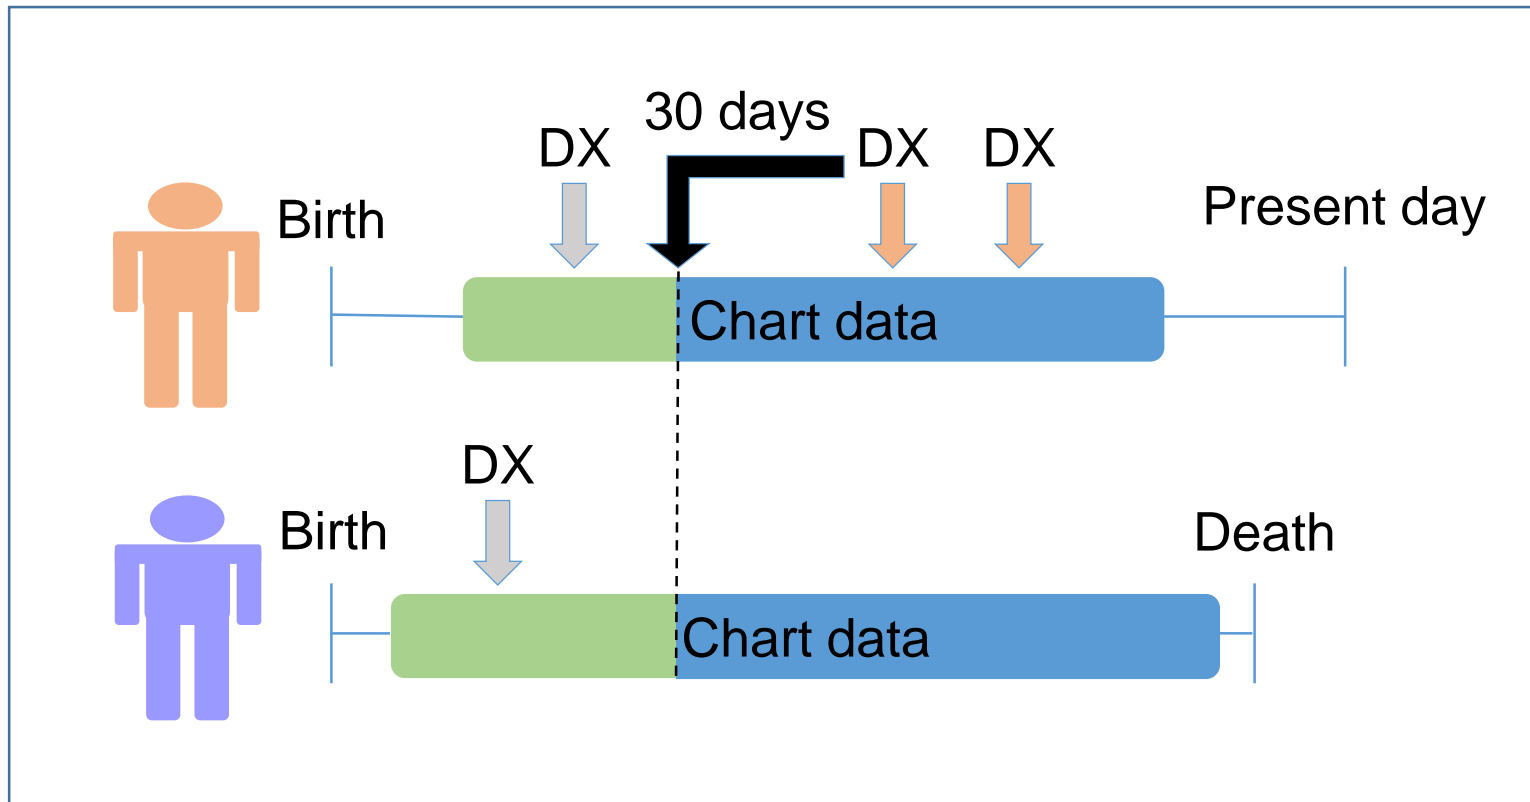 30 days
DX
DX
DX
Birth
Present day
Chart data
DX
Birth
Death
Chart data